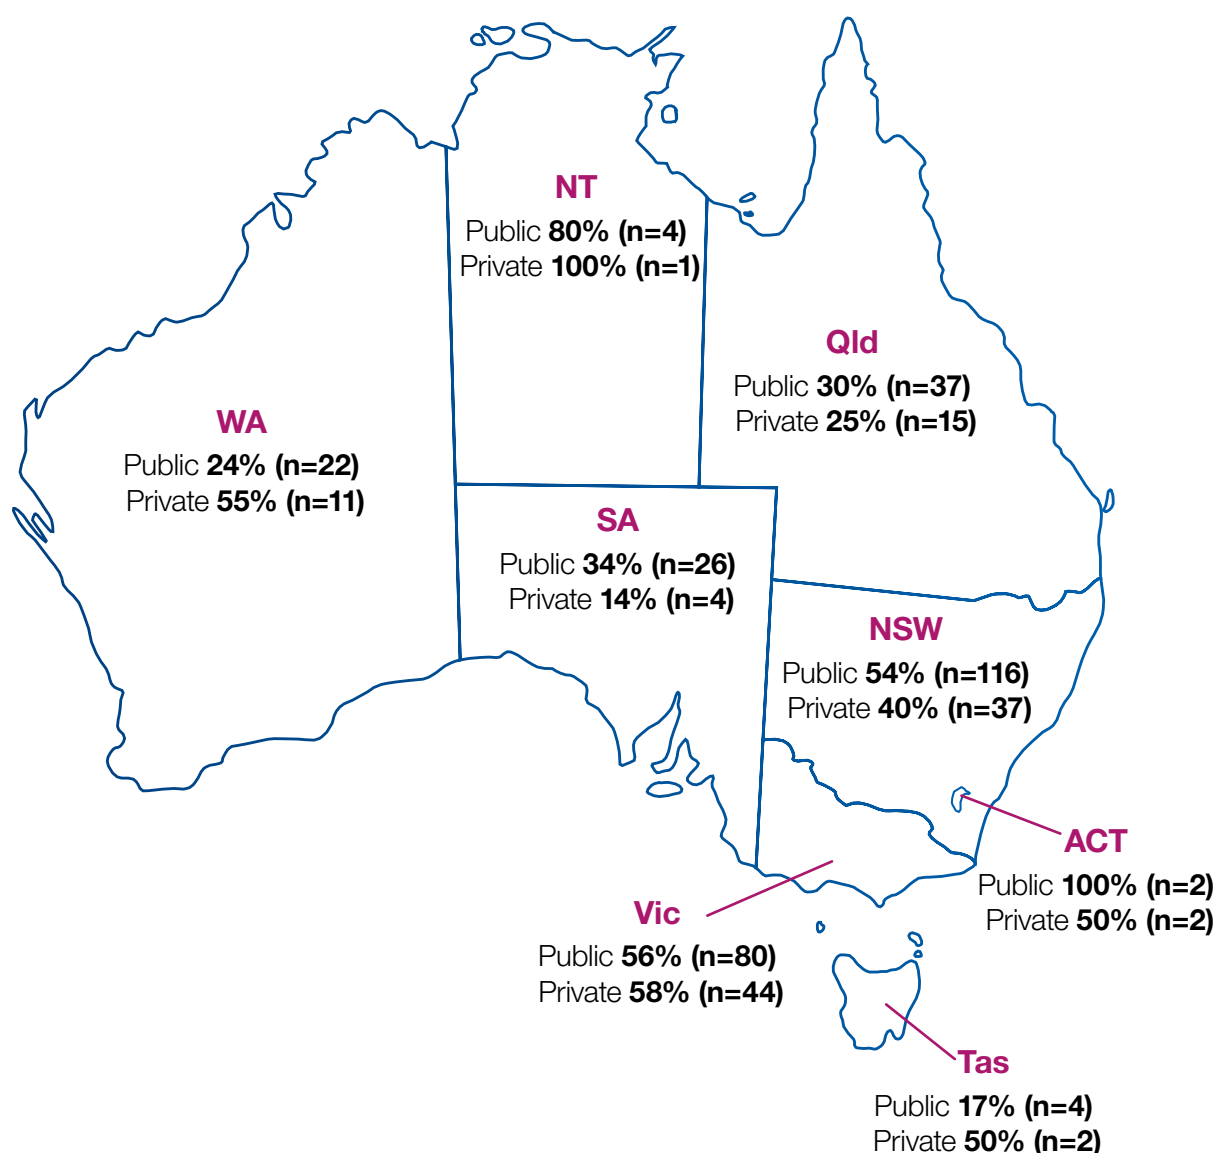 NT
Public 80% (n=4)
Private 100% (n=1)
Qld
Public 30% (n=37)
Private 25% (n=15)
WA
Public 24% (n=22)
Private 55% (n=11)
SA
Public 34% (n=26)
Private 14% (n=4)
NSW
Public 54% (n=116)
Private 40% (n=37)
ACT
Public 100% (n=2)
Private 50% (n=2)
Vic
Public 56% (n=80)
Private 58% (n=44)
Tas
Public 17% (n=4)
Private 50% (n=2)